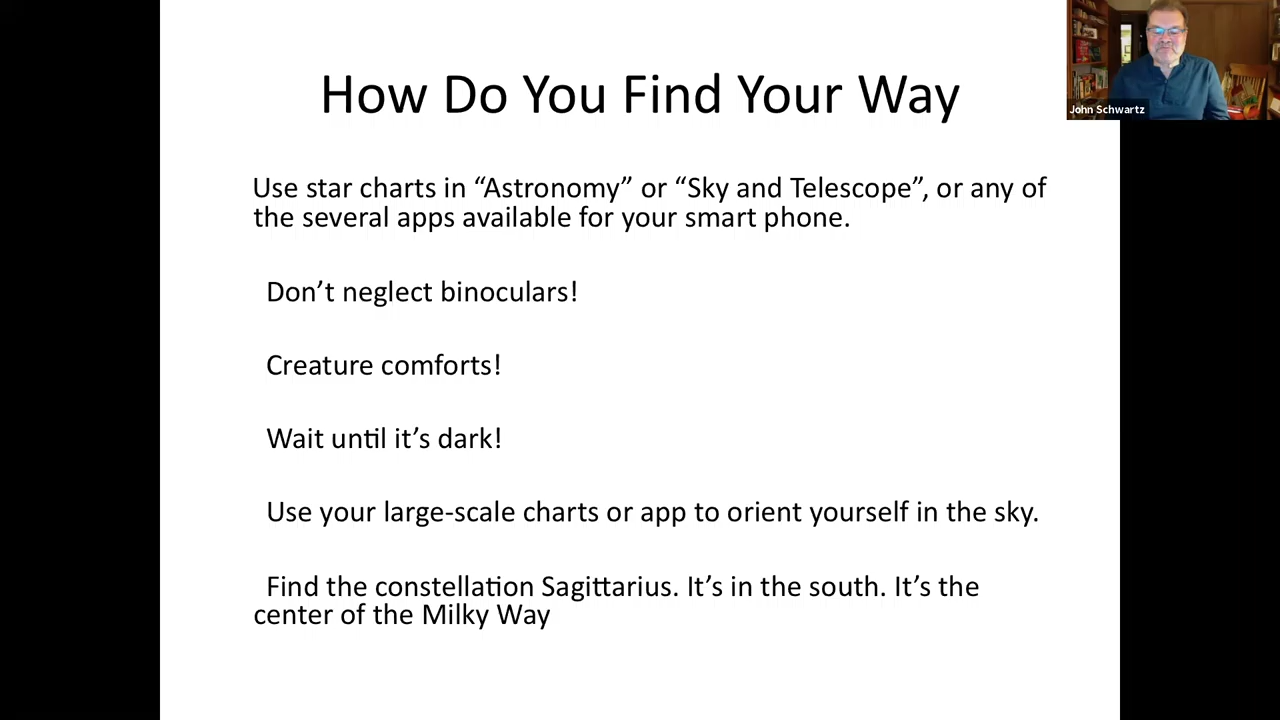 How Do You Find Your Way
John Schwartz
Use star charts in “Astronomy” or “Sky and Telescope”, or any of
the several apps available for your smart phone.
Don’t neglect binoculars!
Creature comforts!
Wait until it’s dark!
Use your large-scale charts or app to orient yourself in the sky.
Find the constellation Sagittarius. It’s in the south. It’s the
center of the Milky Way